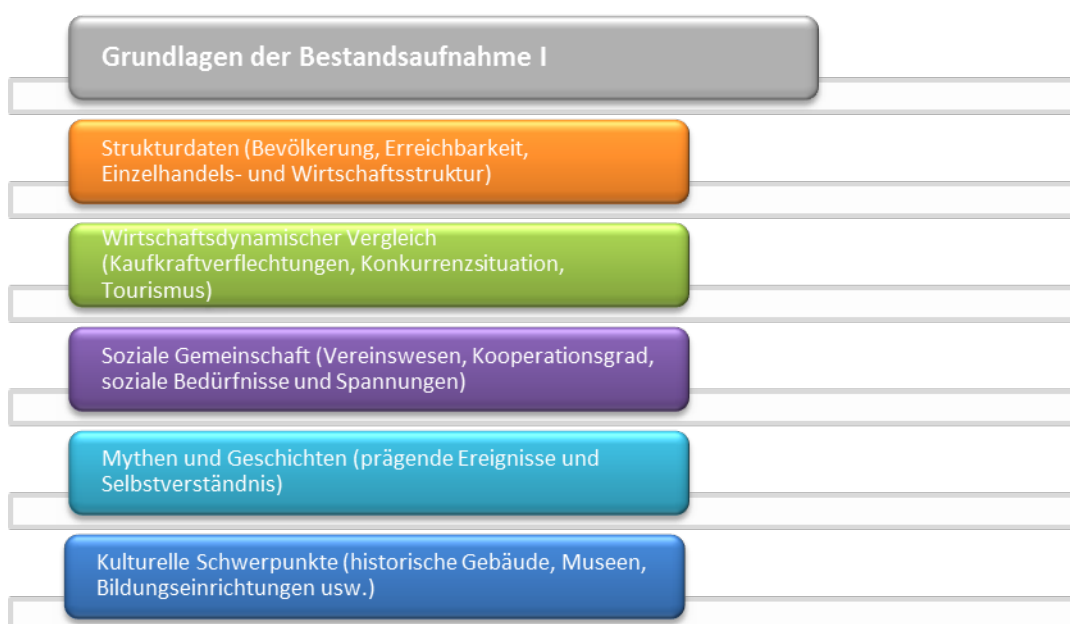 Grundlagen der Bestandsaufnahme I
Strukturdaten (Bevölkerung, Erreichbarkeit,
Einzelhandels- und Wirtschaftsstruktur)
Wirtschaftsdynamischer Vergleich
(Kaufkraftverflechtungen, Konkurrenzsituation,
Tourismus)
Soziale Gemeinschaft (Vereinswesen, Kooperationsgrad,
soziale Bedürfnisse und Spannungen)
Mythen und Geschichten (prägende Ereignisse und
Selbstverständnis)
Kulturelle Schwerpunkte (historische Gebäude, Museen,
Bildungseinrichtungen usw.)